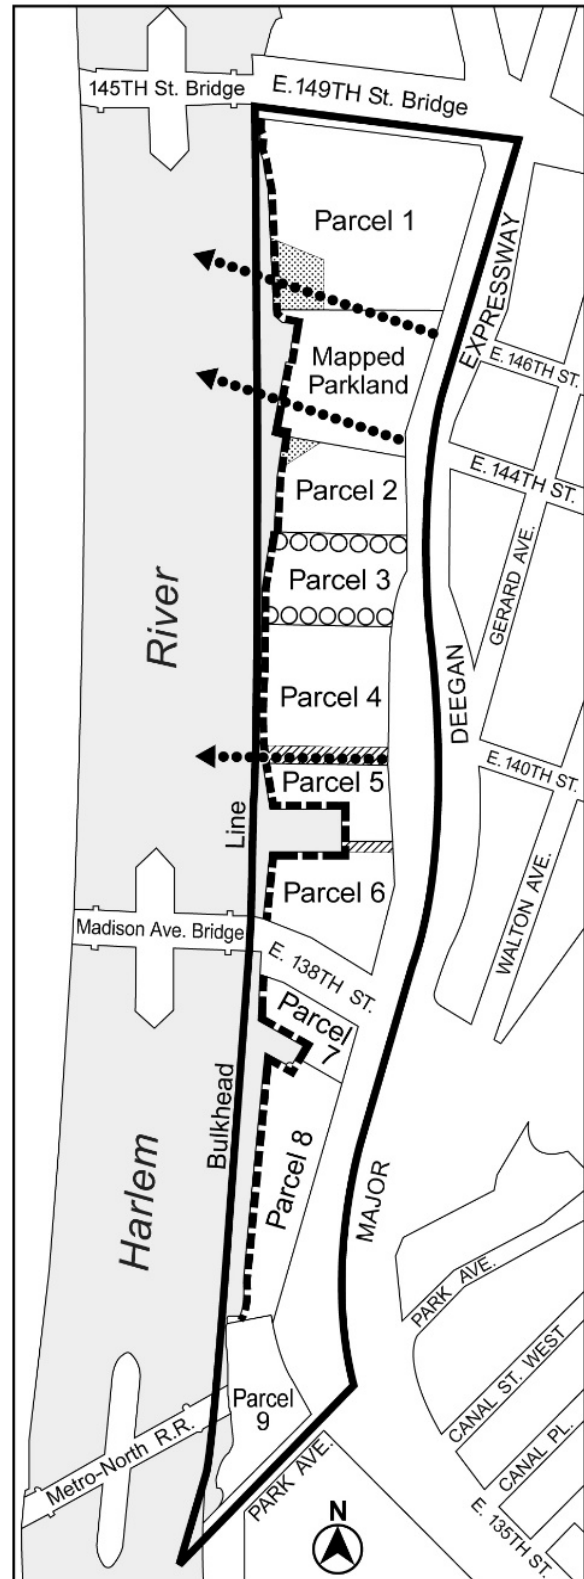 145TH St. Bridge
E.149TH St. Bridge
Parcel 1
EXPRESSWAY
E. 146TH ST.
Mapped
Parkland
E. 144TH ST.
Parcel 2
GERARD AVE.
Parcel 3
River
Parcel 4
DEEGAN
E. 140TH ST.
Parcel 5
Line
WALTON AVE.
Parcel 6
Madison Ave. Bridge
E. 138TH ST.
Parcel
7
Bulkhead
Parcel 8
Harlem
MAJOR
PARK AVE.
CANAL ST. WEST
CANAL PL.
E. 135TH ST.
Parcel
9
Metro-North R.R.
PARK AVE.
N